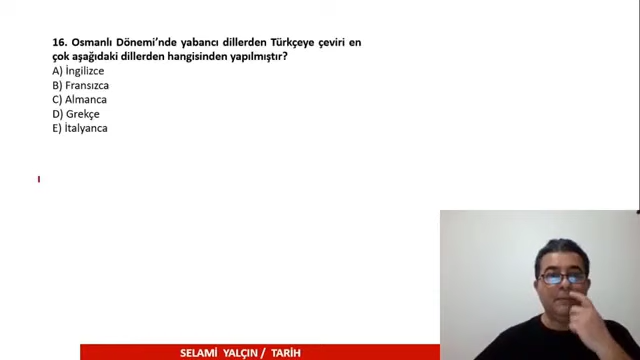 16. Osmanlı Dönemi'nde yabancı dillerden Türkçeye çeviri en
çok aşağıdaki dillerden hangisinden yapılmıştır?
A) İngilizce
B) Fransızca
C) Almanca
D) Grekçe
E) İtalyanca
SELAMİ YALÇIN / TARİH